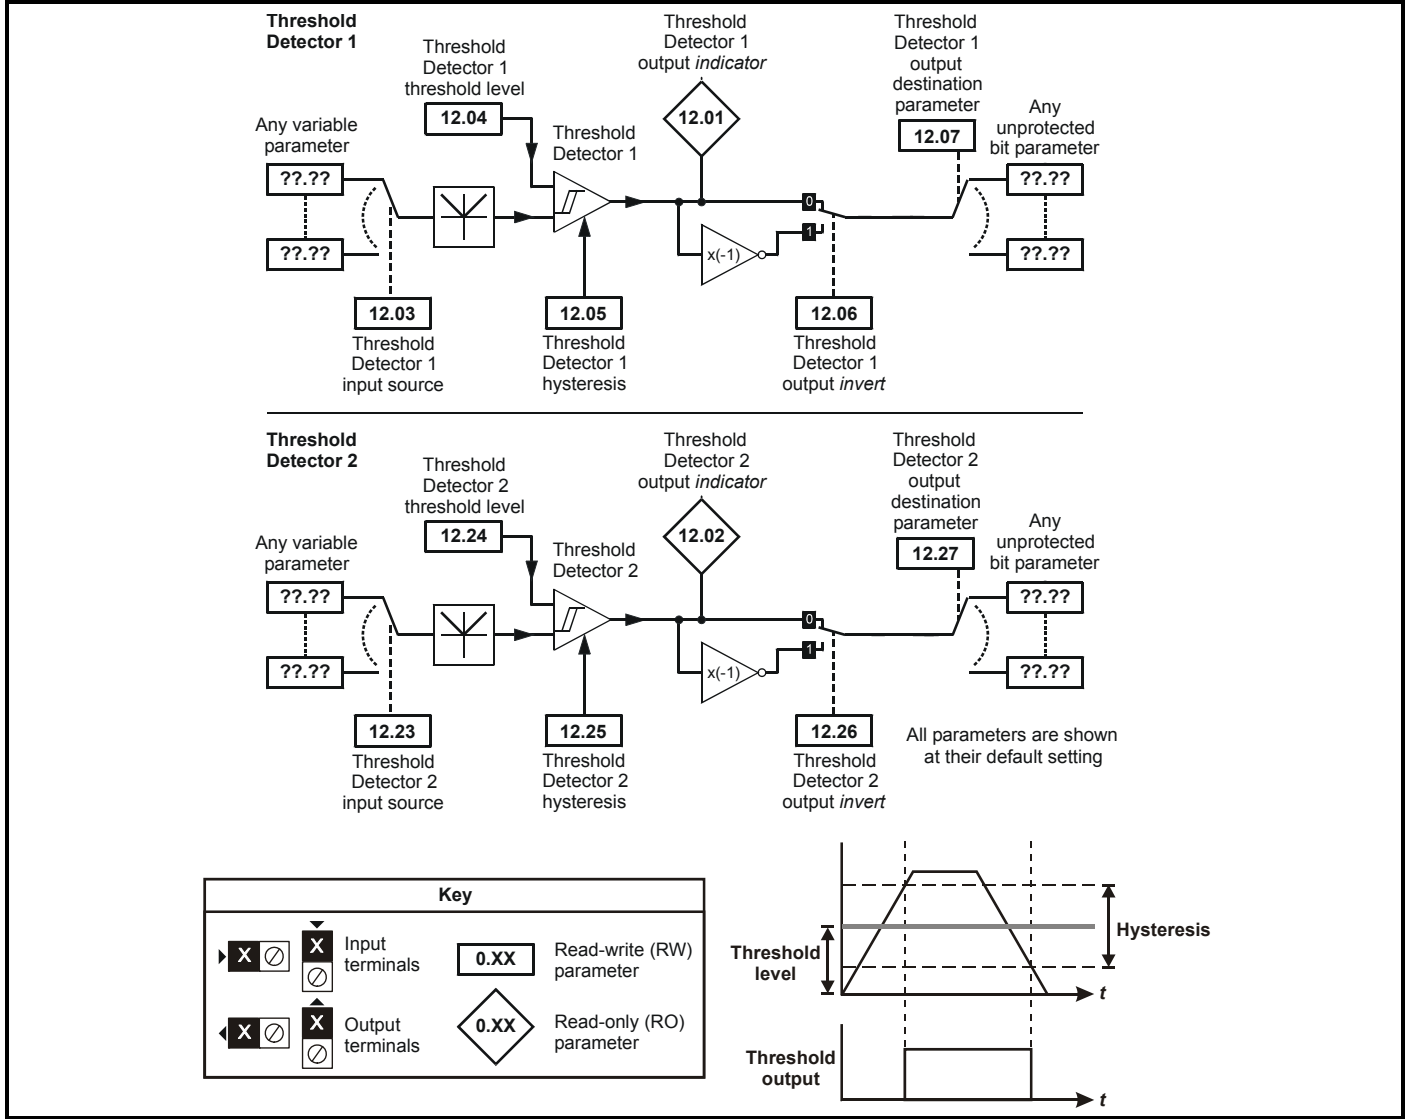 Threshold
Detector 1
Threshold
Detector 1
threshold level
12.04
Threshold
Detector 1
output indicator
12.01
Threshold
Detector 1
output
destination
parameter
12.07
Any
unprotected
bit parameter
Any variable
parameter
Threshold
Detector 1
??.??
??.??
??.??
??.??
0
1
x(-1)
12.03
Threshold
Detector 1
input source
12.05
Threshold
Detector 1
hysteresis
12.06
Threshold
Detector 1
output invert
Threshold
Detector 2
Threshold
Detector 2
threshold level
12.24
Threshold
Detector 2
output indicator
12.02
Threshold
Detector 2
output
destination
parameter
12.27
Any
unprotected
bit parameter
Any variable
parameter
Threshold
Detector 2
??.??
??.??
??.??
??.??
0
1
x(-1)
12.23
Threshold
Detector 2
input source
12.25
Threshold
Detector 2
hysteresis
12.26
Threshold
Detector 2
output invert
All parameters are shown
at their default setting
Key
X
X
Input
terminals
0.XX
Read-write (RW)
parameter
X
X
Output
terminals
0.XX
Read-only (RO)
parameter
Threshold
level
Hysteresis
t
Threshold
output
t